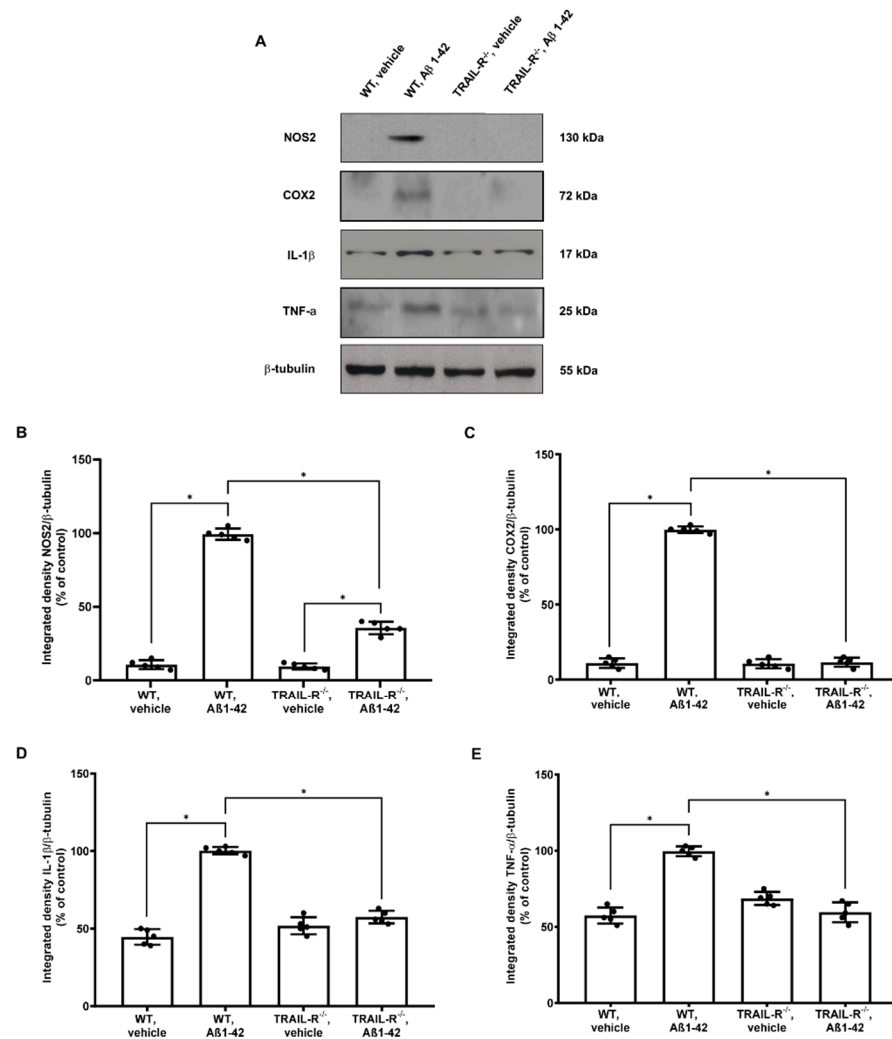 A
WT, vehicle
WT, Aβ 1-42
TRAIL-R-/-, vehicle
TRAIL-R-/-, Aβ 1-42
NOS2 130 kDa
COX2 72 kDa
IL-1β 17 kDa
TNF-a 25 kDa
β-tubulin 55 kDa
B
Integrated density NOS2/β-tubulin
(% of control)
150
100
50
0
*
*
*
WT,
vehicle
WT,
Aß1-42
TRAIL-R-/-,
vehicle
TRAIL-R-/-,
Aß1-42
C
Integrated density COX2/β-tubulin
(% of control)
150
100
50
0
*
*
WT,
vehicle
WT,
Aß1-42
TRAIL-R-/-,
vehicle
TRAIL-R-/-,
Aß1-42
D
Integrated density IL-1β/β-tubulin
(% of control)
150
100
50
0
*
*
WT,
vehicle
WT,
Aß1-42
TRAIL-R-/-,
vehicle
TRAIL-R-/-,
Aß1-42
E
Integrated density TNF-α/β-tubulin
(% of control)
150
100
50
0
*
*
WT,
vehicle
WT,
Aß1-42
TRAIL-R-/-,
vehicle
TRAIL-R-/-,
Aß1-42